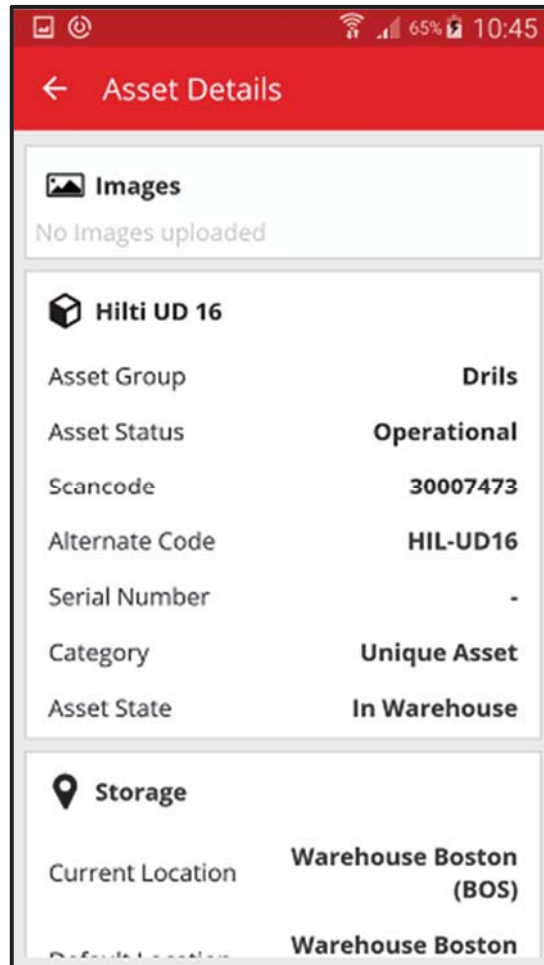 65% 10:45
Asset Details
Images
No Images uploaded
Hilti UD 16
Asset Group Drils
Asset Status Operational
Scancode 30007473
Alternate Code HIL-UD16
Serial Number -
Category Unique Asset
Asset State In Warehouse
Storage
Current Location Warehouse Boston
(BOS)
Default Location Warehouse Boston